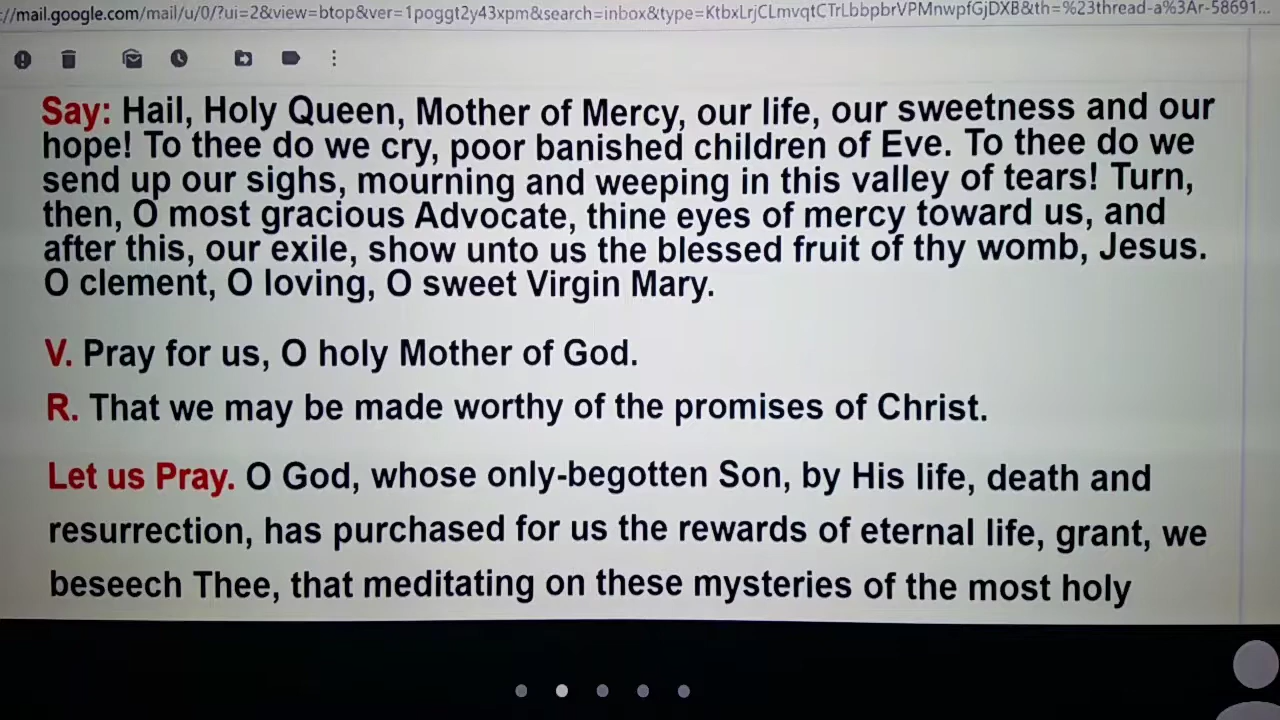 ://mail.google.com/mail/u/0/?ui=2&view=btop&ver=1poggt2y43xpm&search=inbox&type=KtbxLrjCLmvqtCTrLbbpbrVPMnwpfGjDXB&th=%23thread-a%3Ar-58691...
Say: Hail, Holy Queen, Mother of Mercy, our life, our sweetness and our
hope! To thee do we cry, poor banished children of Eve. To thee do we
send up our sighs, mourning and weeping in this valley of tears! Turn,
then, O most gracious Advocate, thine eyes of mercy toward us, and
after this, our exile, show unto us the blessed fruit of thy womb, Jesus.
O clement, O loving, O sweet Virgin Mary.
V. Pray for us, O holy Mother of God.
R. That we may be made worthy of the promises of Christ.
Let us Pray. O God, whose only-begotten Son, by His life, death and
resurrection, has purchased for us the rewards of eternal life, grant, we
beseech Thee, that meditating on these mysteries of the most holy